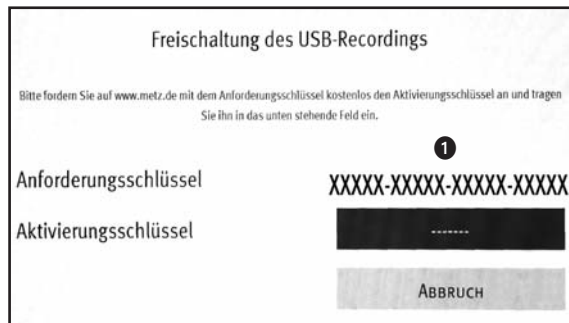 Freischaltung des USB-Recordings
Bitte fordern Sie auf www.metz.de mit dem Anforderungsschlüssel kostenlos den Aktivierungsschlüssel an und tragen
Sie ihn in das unten stehende Feld ein.
1
Anforderungsschlüssel XXXXX-XXXXX-XXXXX-XXXXX
Aktivierungsschlüssel -------
ABBRUCH